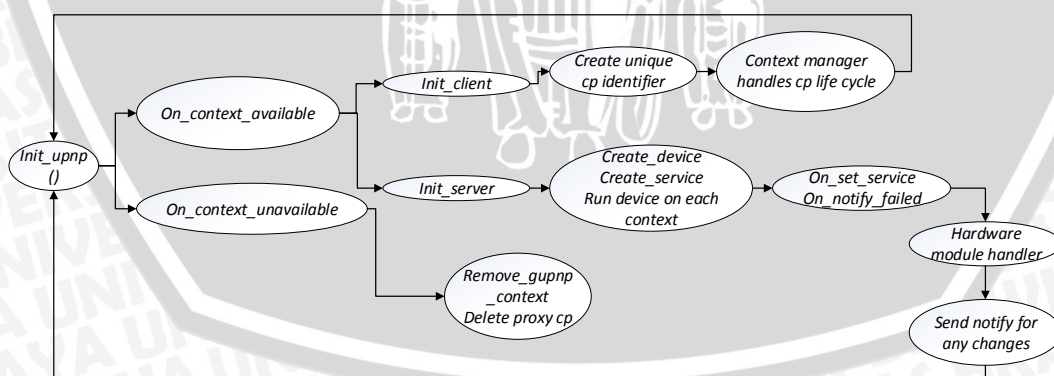 Init_upnp
()
On_context_available
On_context_unavailable
Init_client
Create unique
cp identifier
Context manager
handles cp life cycle
Init_server
Create_device
Create_service
Run device on each
context
On_set_service
On_notify_failed
Hardware
module handler
Send notify for
any changes
Remove_gupnp
_context
Delete proxy cp